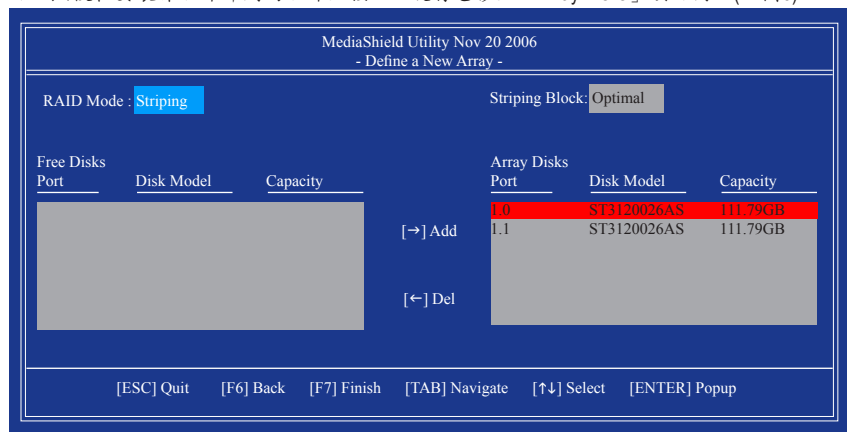 MediaShield Utility Nov 20 2006
- Define a New Array -
RAID Mode : Striping
Striping Block: Optimal
Free Disks
Port Disk Model Capacity
[→] Add
[←] Del
Array Disks
Port Disk Model Capacity
1.0 ST3120026AS 111.79GB
1.1 ST3120026AS 111.79GB
[ESC] Quit [F6] Back [F7] Finish [TAB] Navigate [↑↓] Select [ENTER] Popup